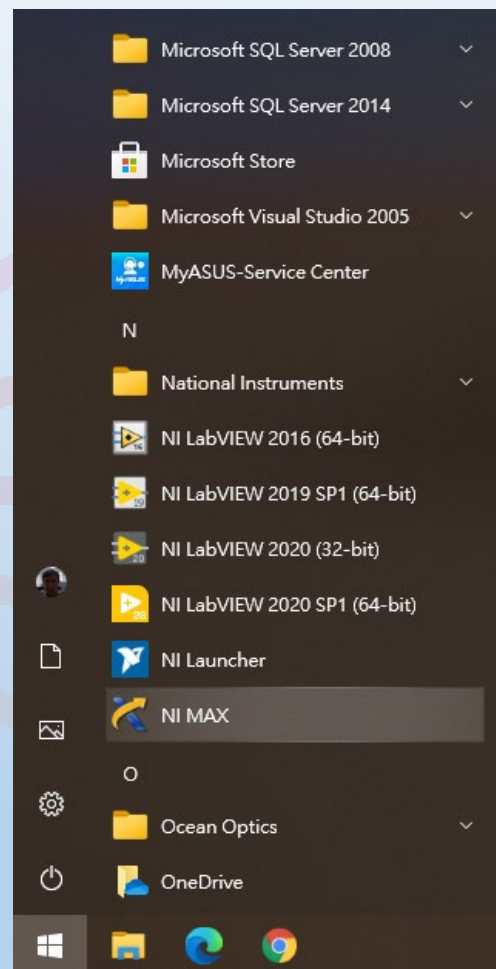 Microsoft SQL Server 2008
Microsoft SQL Server 2014
Microsoft Store
Microsoft Visual Studio 2005
MyASUS-Service Center
N
National Instruments
NI LabVIEW 2016 (64-bit)
NI LabVIEW 2019 SP1 (64-bit)
NI LabVIEW 2020 (32-bit)
NI LabVIEW 2020 SP1 (64-bit)
NI Launcher
NI MAX
O
Ocean Optics
OneDrive